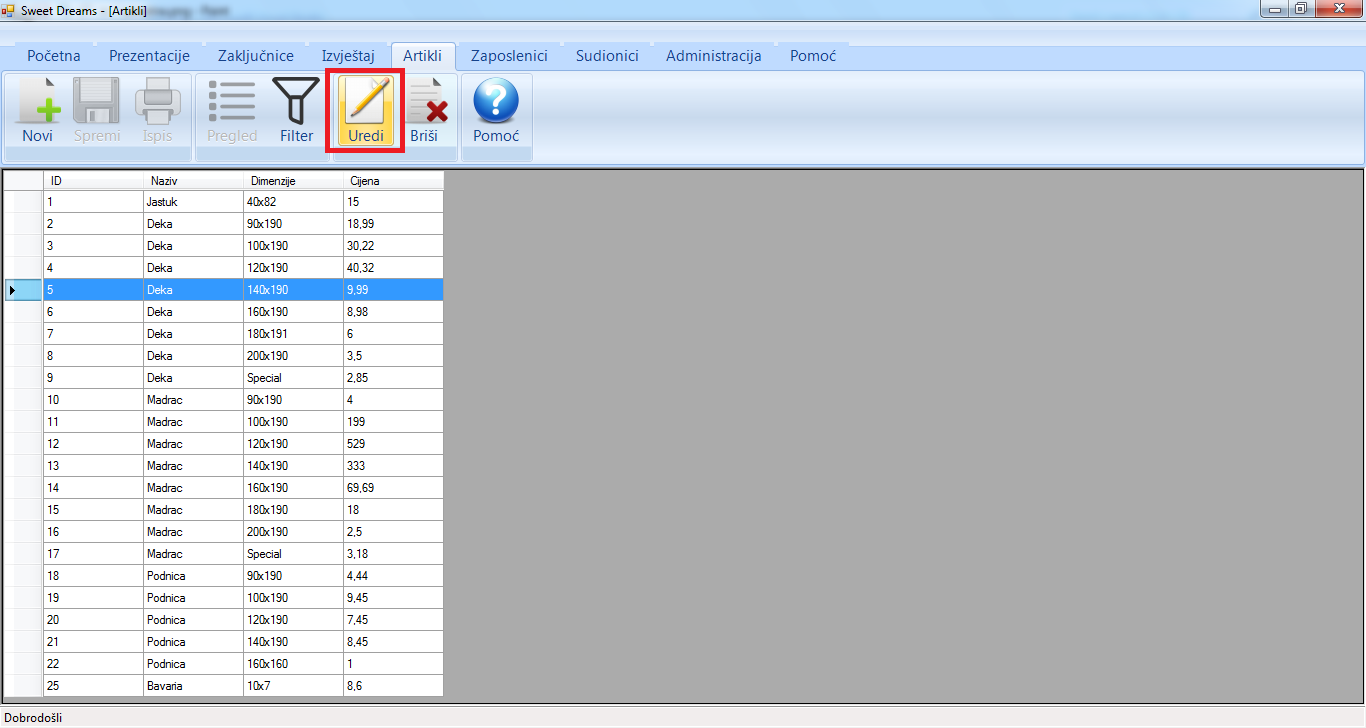 Sweet Dreams - [Artikli]
Početna Prezentacije Zaključnice Izvještaj Artikli Zaposlenici Sudionici Administracija Pomoć
Novi Spremi Ispis Pregled Filter Uredi Briši Pomoć
ID Naziv Dimenzije Cijena
1 Jastuk 40x82 15
2 Deka 90x190 18,99
3 Deka 100x190 30,22
4 Deka 120x190 40,32
5 Deka 140x190 9,99
6 Deka 160x190 8,98
7 Deka 180x191 6
8 Deka 200x190 3,5
9 Deka Special 2,85
10 Madrac 90x190 4
11 Madrac 100x190 199
12 Madrac 120x190 529
13 Madrac 140x190 333
14 Madrac 160x190 69,69
15 Madrac 180x190 18
16 Madrac 200x190 2,5
17 Madrac Special 3,18
18 Podnica 90x190 4,44
19 Podnica 100x190 9,45
20 Podnica 120x190 7,45
21 Podnica 140x190 8,45
22 Podnica 160x160 1
25 Bavaria 10x7 8,6
Dobrodošli